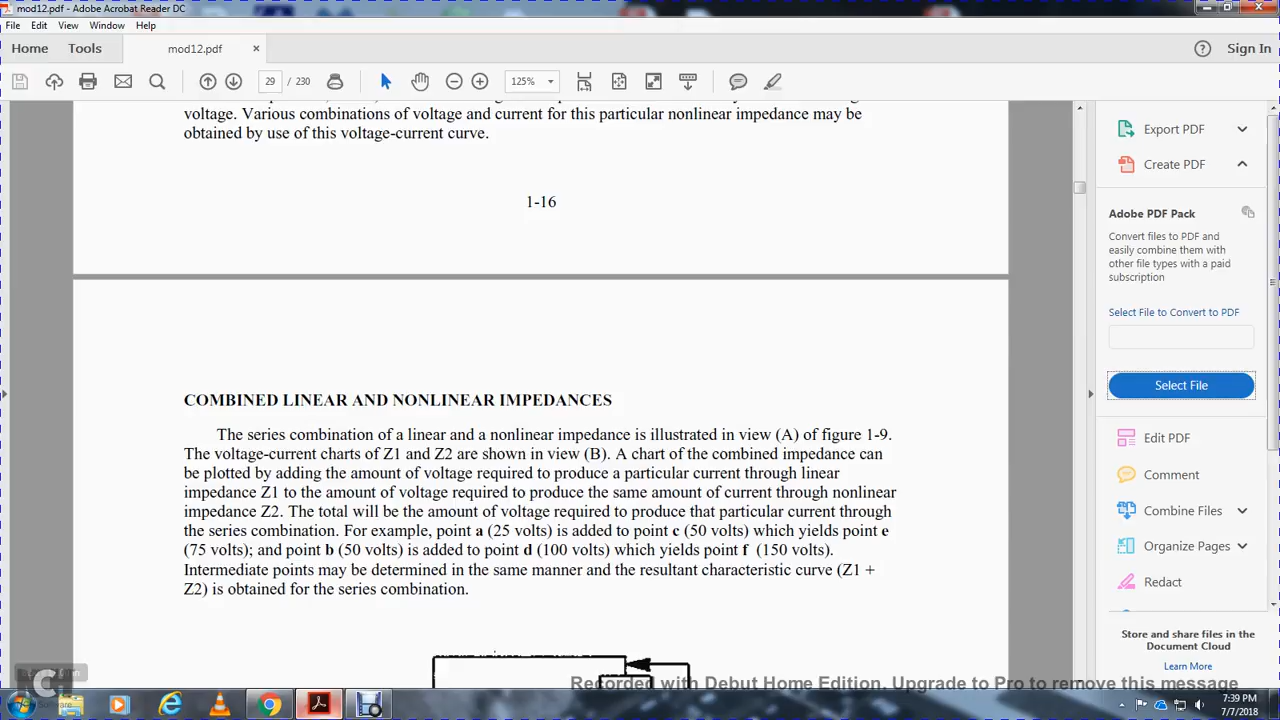 mod12.pdf - Adobe Acrobat Reader DC
File Edit View Window Help
Home Tools mod12.pdf × Sign In
29 / 230 125%
voltage. Various combinations of voltage and current for this particular nonlinear impedance may be
obtained by use of this voltage-current curve.
1-16
COMBINED LINEAR AND NONLINEAR IMPEDANCES
The series combination of a linear and a nonlinear impedance is illustrated in view (A) of figure 1-9.
The voltage-current charts of Z1 and Z2 are shown in view (B). A chart of the combined impedance can
be plotted by adding the amount of voltage required to produce a particular current through linear
impedance Z1 to the amount of voltage required to produce the same amount of current through nonlinear
impedance Z2. The total will be the amount of voltage required to produce that particular current through
the series combination. For example, point a (25 volts) is added to point c (50 volts) which yields point e
(75 volts); and point b (50 volts) is added to point d (100 volts) which yields point f (150 volts).
Intermediate points may be determined in the same manner and the resultant characteristic curve (Z1 +
Z2) is obtained for the series combination.
Export PDF
Create PDF
Adobe PDF Pack
Convert files to PDF and
easily combine them with
other file types with a paid
subscription
Select File to Convert to PDF
Select File
Edit PDF
Comment
Combine Files
Organize Pages
Redact
Store and share files in the
Document Cloud
Learn More
Recorded with Debut Home Edition. Upgrade to Pro to remove this message
7:39 PM
7/7/2018